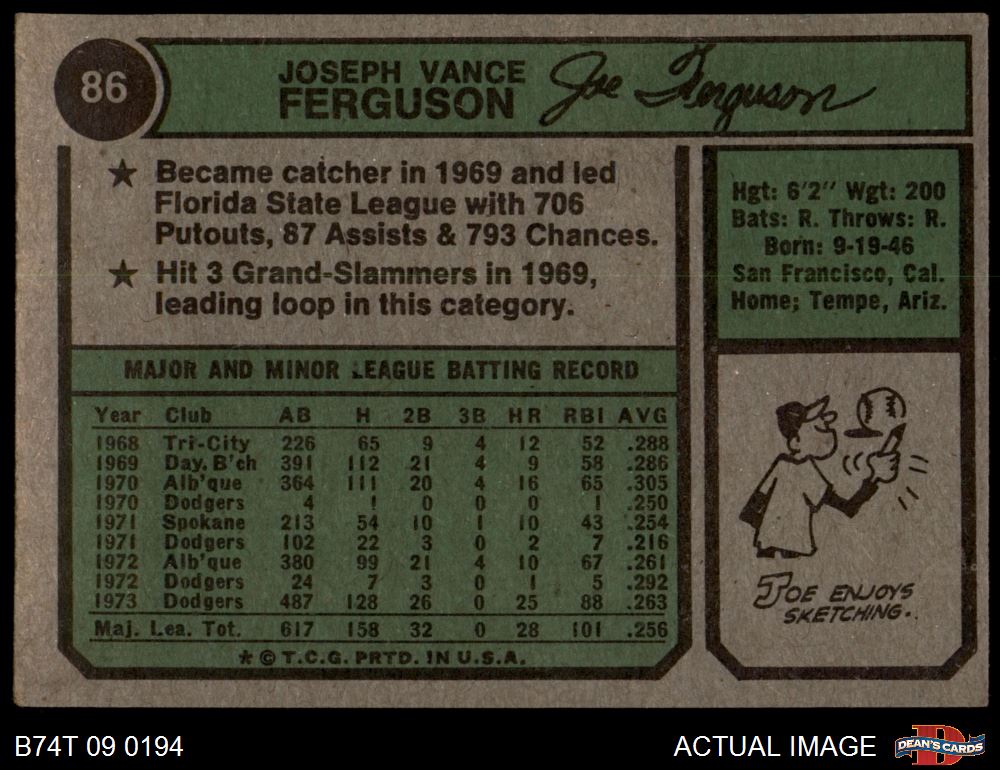 86
JOSEPH VANCE
FERGUSON
Joe Ferguson
★ Became catcher in 1969 and led
Florida State League with 706
Putouts, 87 Assists & 793 Chances.
★ Hit 3 Grand-Slammers in 1969,
leading loop in this category.
Hgt: 6'2" Wgt: 200
Bats: R. Throws: R.
Born: 9-19-46
San Francisco, Cal.
Home; Tempe, Ariz.
MAJOR AND MINOR LEAGUE BATTING RECORD
Year Club AB H 2B 3B HR RBI AVG
1968 Tri-City 226 65 9 4 12 52 .288
1969 Day. B'ch 391 112 21 4 9 58 .286
1970 Alb'que 364 111 20 4 16 65 .305
1970 Dodgers 4 1 0 0 0 1 .250
1971 Spokane 213 54 10 1 10 43 .254
1971 Dodgers 102 22 3 0 2 7 .216
1972 Alb'que 380 99 21 4 10 67 .261
1972 Dodgers 24 7 3 0 1 5 .292
1973 Dodgers 487 128 26 0 25 88 .263
Maj. Lea. Tot. 617 158 32 0 28 101 .256
* © T.C.G. PRTD. IN U.S.A.
JOE ENJOYS
SKETCHING.
B74T 09 0194
ACTUAL IMAGE
D
DEAN'S CARDS